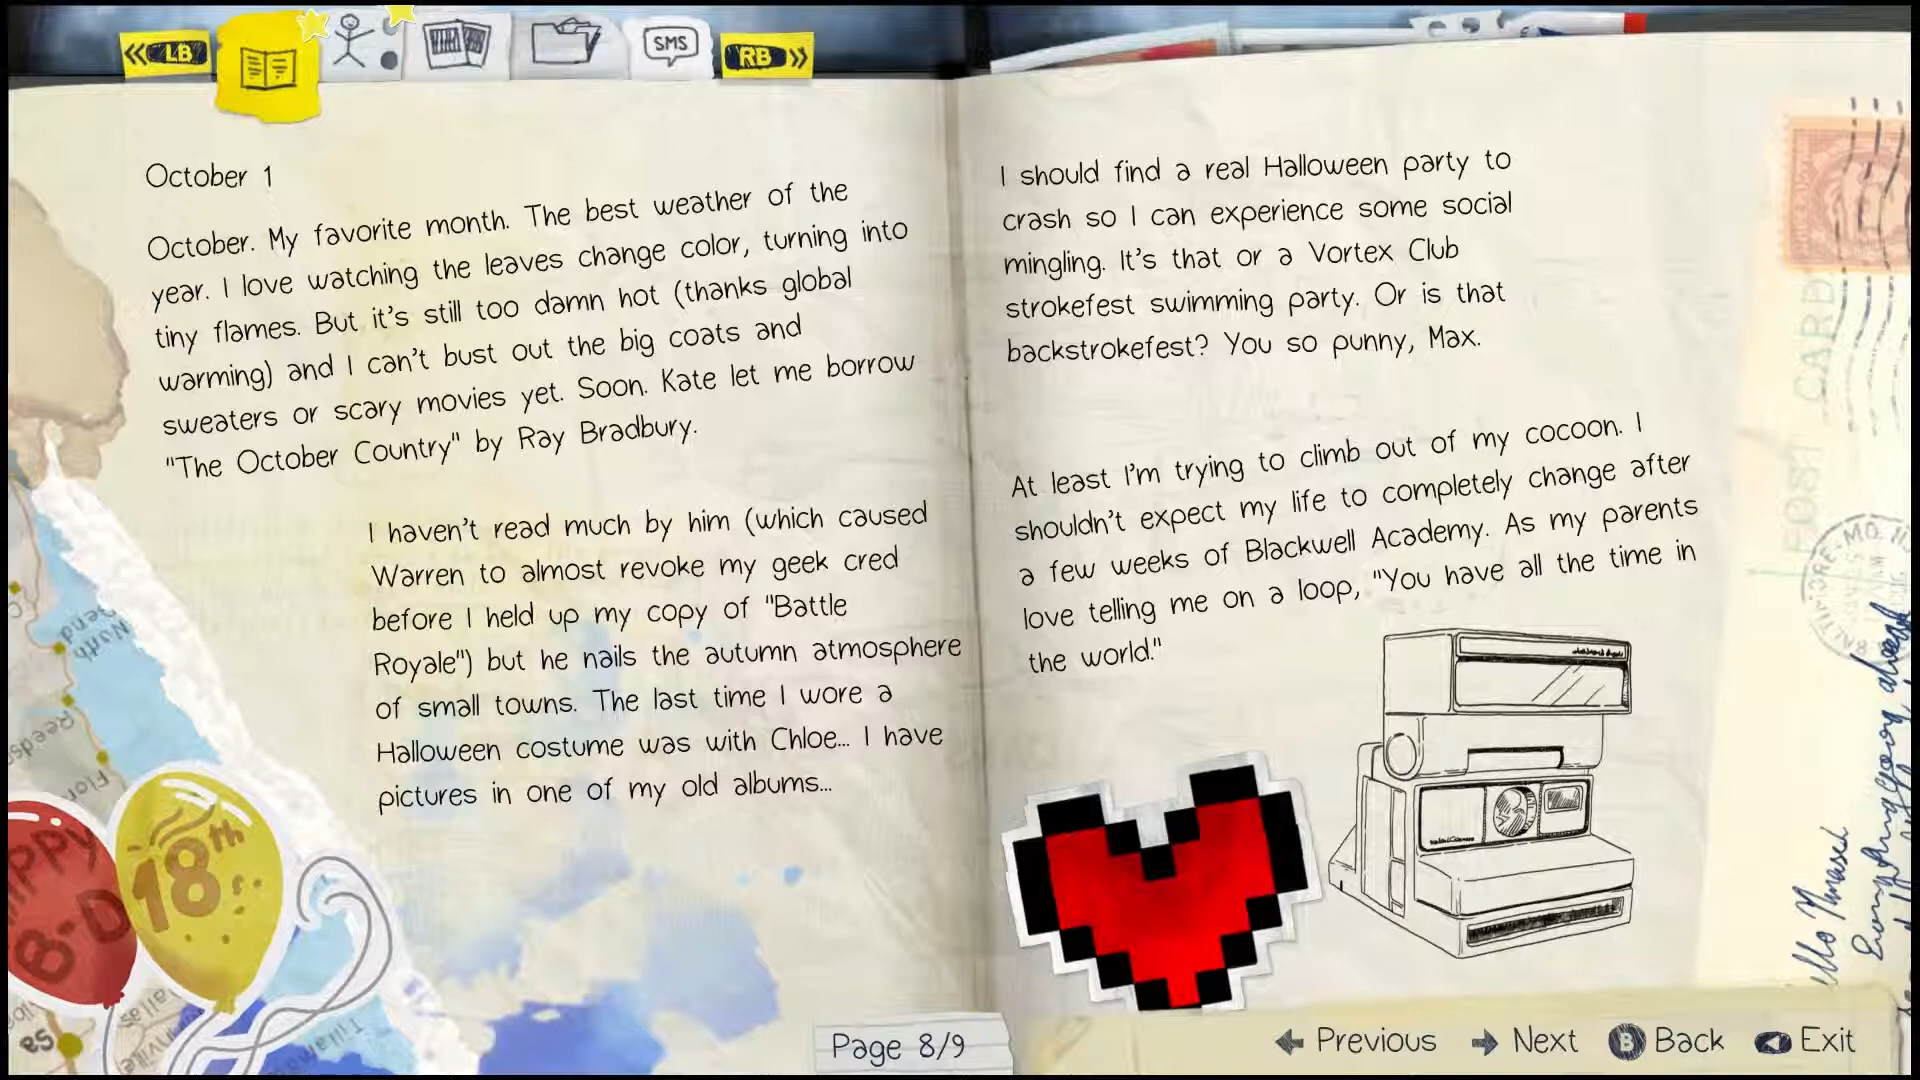 LB
SMS
RB
October 1
October. My favorite month. The best weather of the
year. I love watching the leaves change color, turning into
tiny flames. But it's still too damn hot (thanks global
warming) and I can't bust out the big coats and
sweaters or scary movies yet. Soon. Kate let me borrow
"The October Country" by Ray Bradbury.
I haven't read much by him (which caused
Warren to almost revoke my geek cred
before I held up my copy of "Battle
Royale") but he nails the autumn atmosphere
of small towns. The last time I wore a
Halloween costume was with Chloe... I have
pictures in one of my old albums...
I should find a real Halloween party to
crash so I can experience some social
mingling. It's that or a Vortex Club
strokefest swimming party. Or is that
backstrokefest? You so punny, Max.
At least I'm trying to climb out of my cocoon. I
shouldn't expect my life to completely change after
a few weeks of Blackwell Academy. As my parents
love telling me on a loop, "You have all the time in
the world."
POST CARD
North
Bend
18th
B-D
Page 8/9
Previous
Next
B
Back
Exit